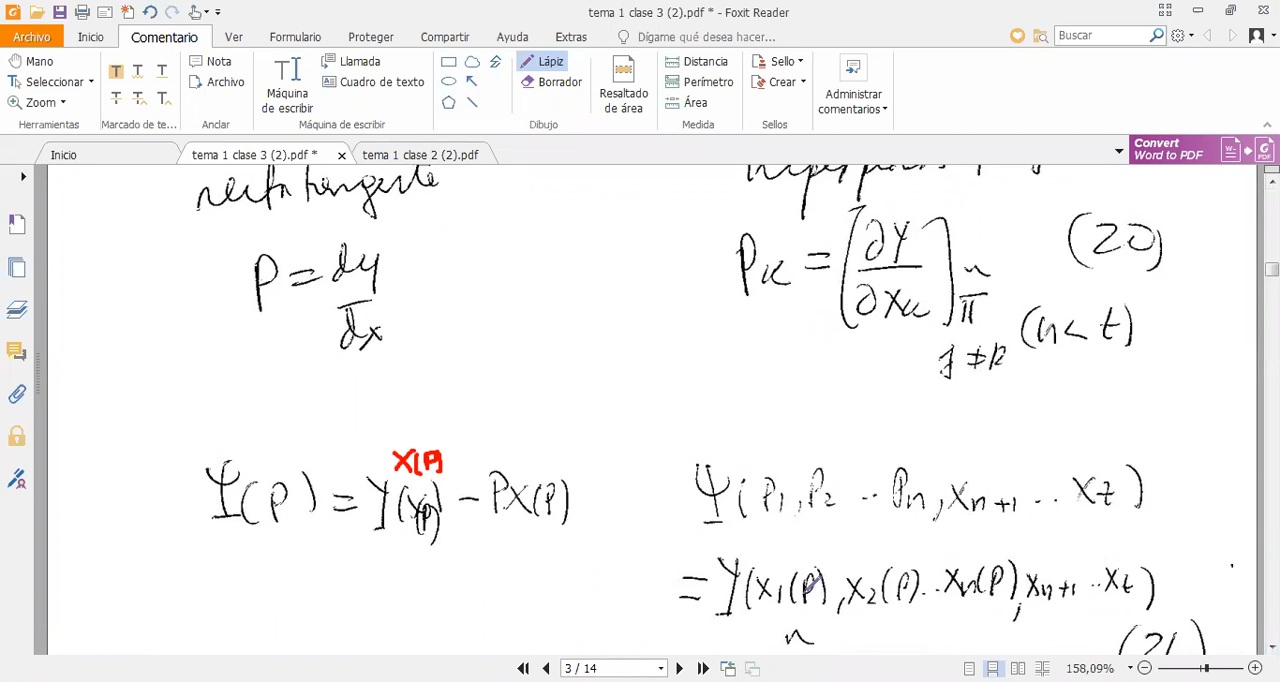 tema 1 clase 3 (2).pdf * - Foxit Reader
Archivo Inicio Comentario Ver Formulario Proteger Compartir Ayuda Extras Dígame qué desea hacer... Buscar
Mano
Seleccionar
Zoom
Herramientas
Marcado de te...
Nota
Archivo
Anclar
Máquina
de escribir
Llamada
Cuadro de texto
Máquina de escribir
Lápiz
Borrador
Dibujo
Resaltado
de área
Distancia
Perímetro
Área
Medida
Sello
Crear
Sellos
Administrar
comentarios
Inicio tema 1 clase 3 (2).pdf * tema 1 clase 2 (2).pdf
Convert
Word to PDF
recta tangente
P = dy/dx
Pk = (∂Y/∂Xk) π j≠k (n< t) (20)
X(P)
Ψ(P) = Y(XP) - PX(P)
Ψ(P1, P2 .. Pn, Xn+1 .. Xt)
= Y(X1(P), X2(P).. Xn(P), Xn+1 .. Xt)
n
3 / 14
158,09%